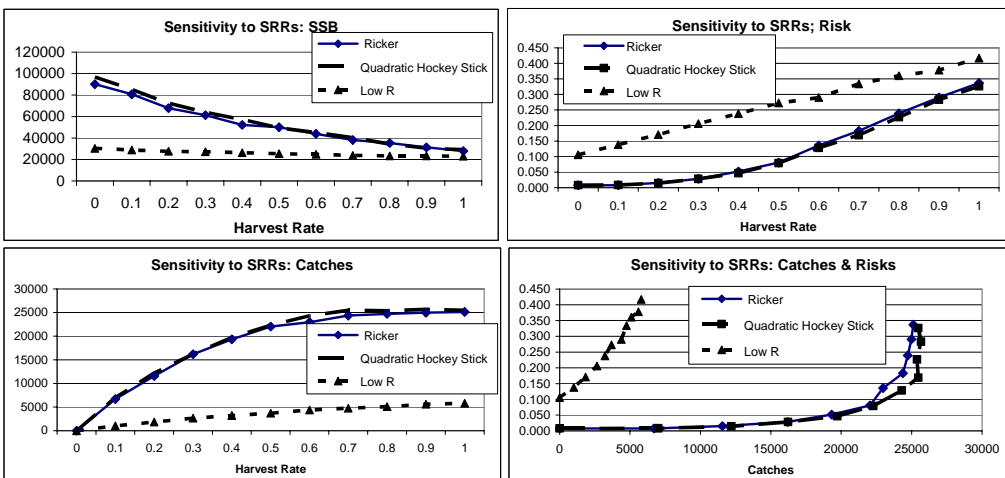 Sensitivity to SRRs: SSB
120000
100000
80000
60000
40000
20000
0
0 0.1 0.2 0.3 0.4 0.5 0.6 0.7 0.8 0.9 1
Harvest Rate
Ricker
Quadratic Hockey Stick
Low R
Sensitivity to SRRs; Risk
0.450
0.400
0.350
0.300
0.250
0.200
0.150
0.100
0.050
0.000
0 0.1 0.2 0.3 0.4 0.5 0.6 0.7 0.8 0.9 1
Harvest Rate
Ricker
Quadratic Hockey Stick
Low R
Sensitivity to SRRs: Catches
30000
25000
20000
15000
10000
5000
0
0 0.1 0.2 0.3 0.4 0.5 0.6 0.7 0.8 0.9 1
Harvest Rate
Ricker
Quadratic Hockey Stick
Low R
Sensitivity to SRRs: Catches & Risks
0.450
0.400
0.350
0.300
0.250
0.200
0.150
0.100
0.050
0.000
0 5000 10000 15000 20000 25000 30000
Catches
Ricker
Quadratic Hockey Stick
Low R